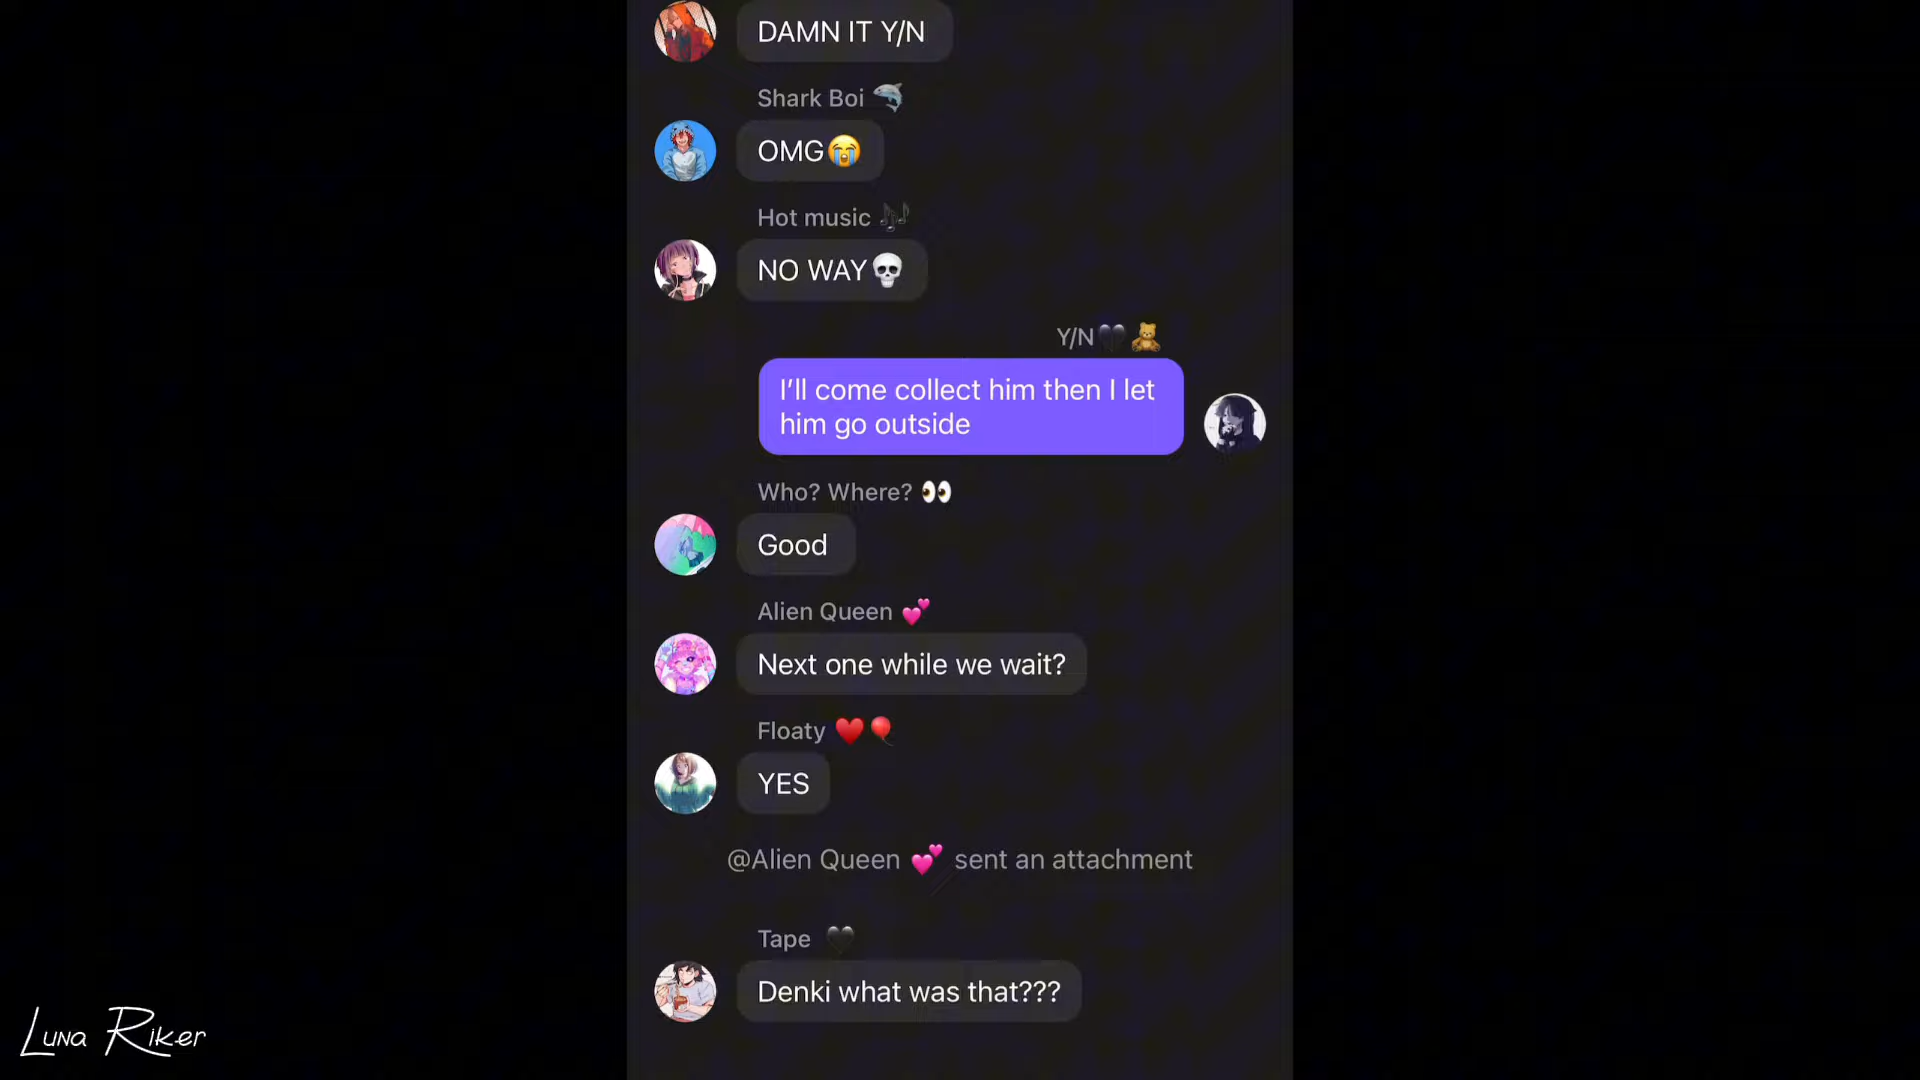 DAMN IT Y/N
Shark Boi 🦈
OMG😭
Hot music 🎶
NO WAY💀
Y/N🖤 🧸
I’ll come collect him then I let
him go outside
Who? Where? 👀
Good
Alien Queen 💕
Next one while we wait?
Floaty ❤️🎈
YES
@Alien Queen 💕 sent an attachment
Tape 🖤
Denki what was that???
Luna Riker